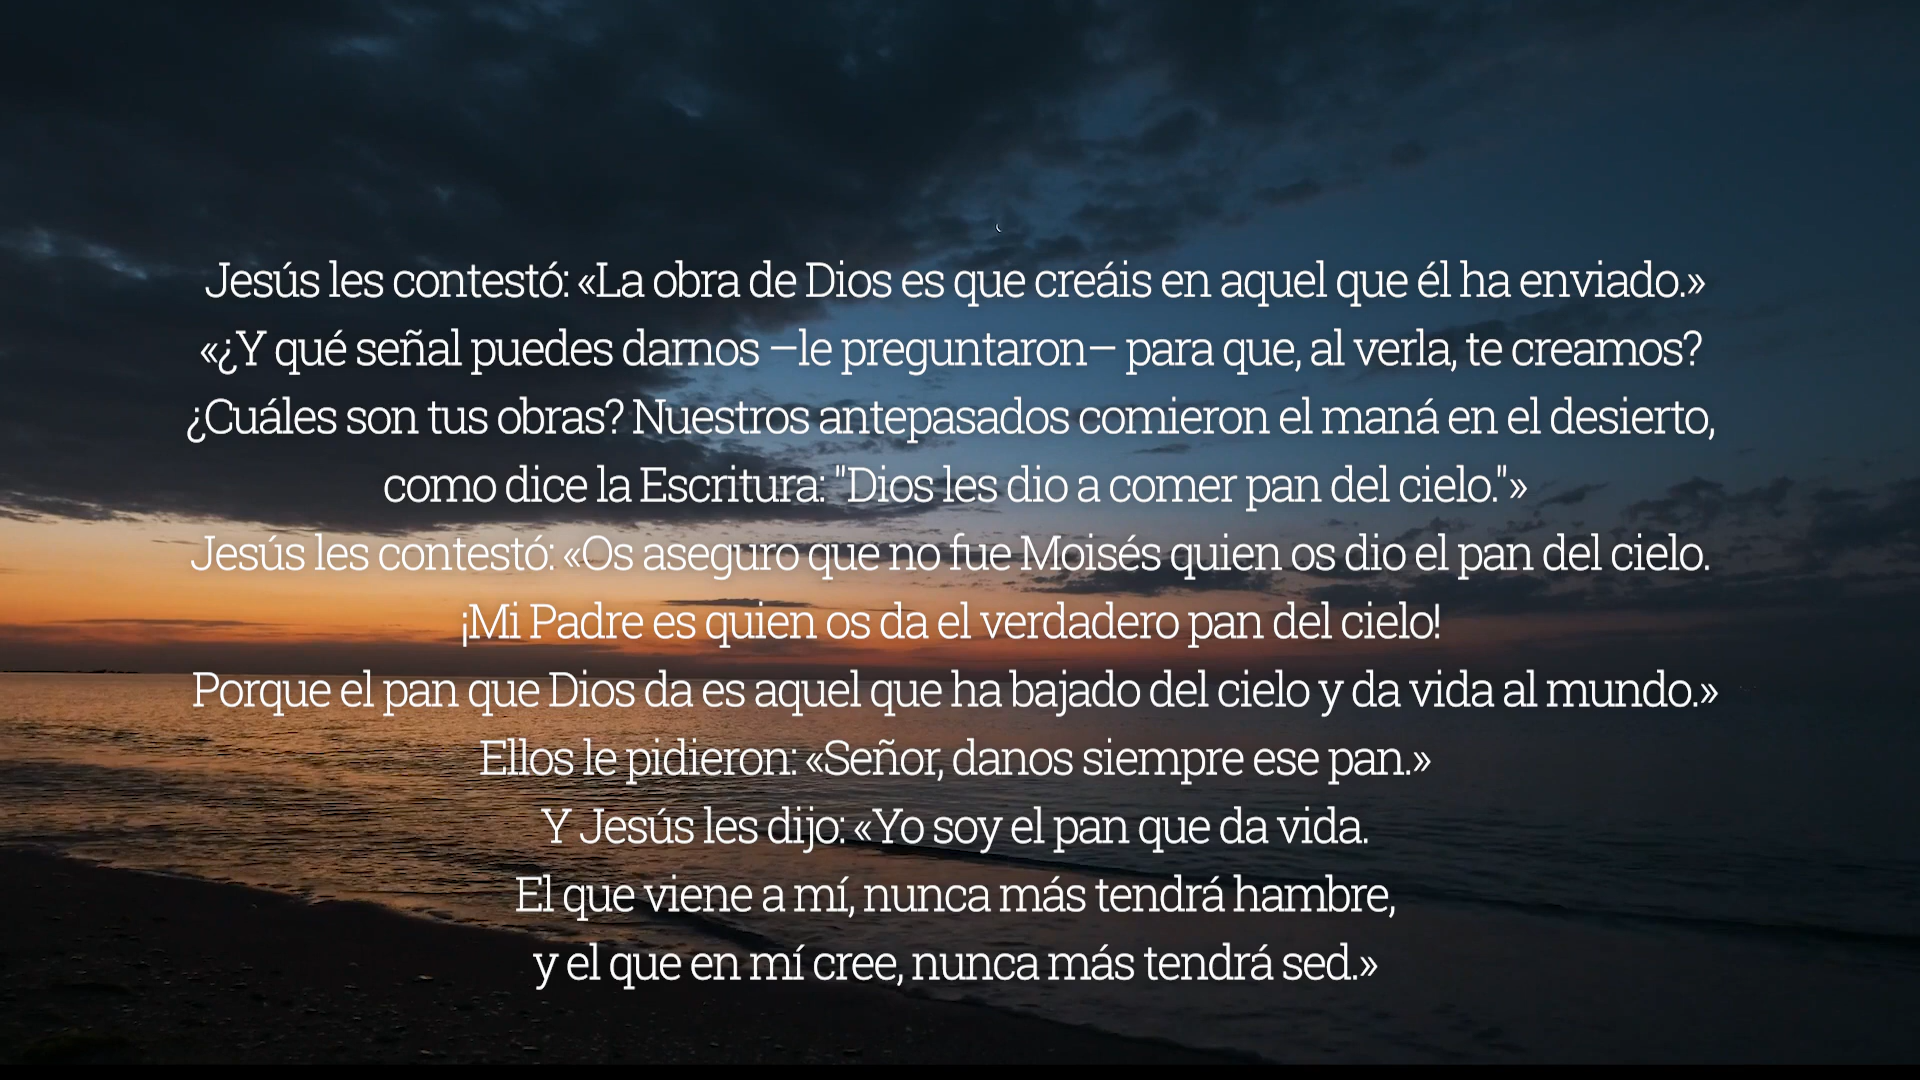 Jesús les contestó: «La obra de Dios es que creáis en aquel que él ha enviado.»
«¿Y qué señal puedes darnos –le preguntaron– para que, al verla, te creamos?
¿Cuáles son tus obras? Nuestros antepasados comieron el maná en el desierto,
como dice la Escritura: "Dios les dio a comer pan del cielo."»
Jesús les contestó: «Os aseguro que no fue Moisés quien os dio el pan del cielo.
¡Mi Padre es quien os da el verdadero pan del cielo!
Porque el pan que Dios da es aquel que ha bajado del cielo y da vida al mundo.»
Ellos le pidieron: «Señor, danos siempre ese pan.»
Y Jesús les dijo: «Yo soy el pan que da vida.
El que viene a mí, nunca más tendrá hambre,
y el que en mí cree, nunca más tendrá sed.»